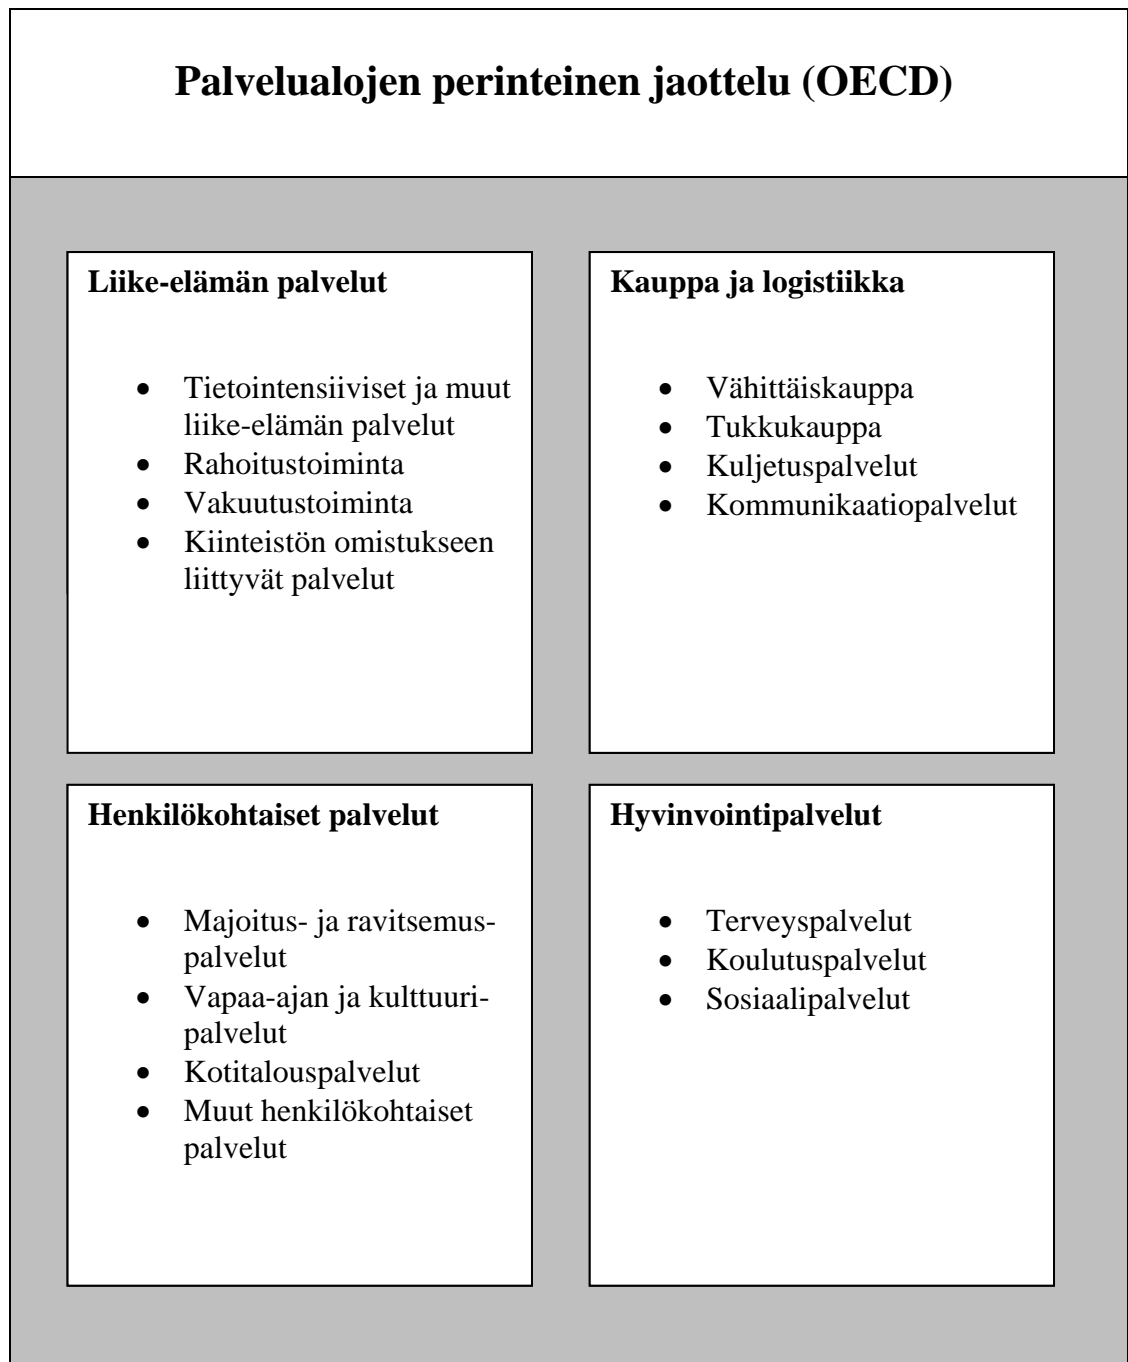 Palvelualojen perinteinen jaottelu (OECD)
Liike-elämän palvelut
• Tietointensiiviset ja muut
liike-elämän palvelut
• Rahoitustoiminta
• Vakuutustoiminta
• Kiinteistön omistukseen
liittyvät palvelut
Kauppa ja logistiikka
• Vähittäiskauppa
• Tukkukauppa
• Kuljetuspalvelut
• Kommunikaatiopalvelut
Henkilökohtaiset palvelut
• Majoitus- ja ravitsemus-
palvelut
• Vapaa-ajan ja kulttuuri-
palvelut
• Kotitalouspalvelut
• Muut henkilökohtaiset
palvelut
Hyvinvointipalvelut
• Terveyspalvelut
• Koulutuspalvelut
• Sosiaalipalvelut